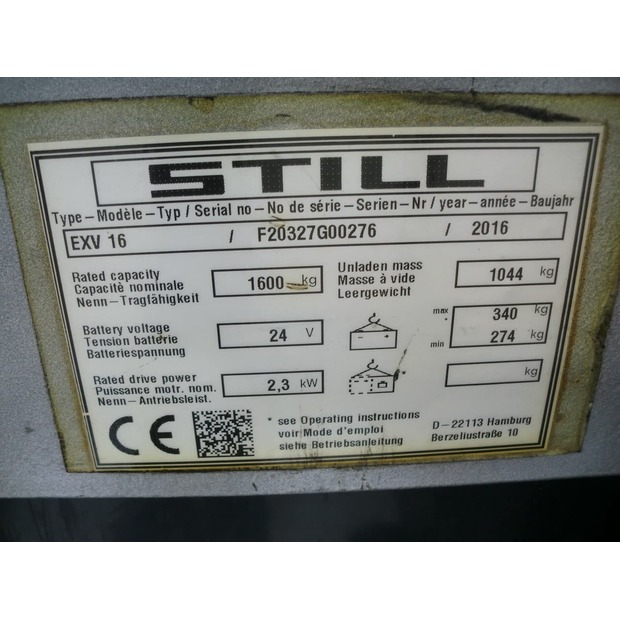 STILL
Type – Modèle – Typ / Serial no – No de série – Serien – Nr / year – année – Baujahr
EXV 16 / F20327G00276 / 2016
Rated capacity
Capacité nominale
Nenn – Tragfähigkeit
1600 kg
Unladen mass
Masse à vide
Leergewicht
1044 kg
Battery voltage
Tension batterie
Batteriespannung
24 V
max 340 kg
min 274 kg
Rated drive power
Puissance motr. nom.
Nenn – Antriebsleist.
2,3 kW
* kg
CE
* see Operating instructions
voir Mode d'emploi
siehe Betriebsanleitung
D – 22113 Hamburg
Berzeliustraße 10